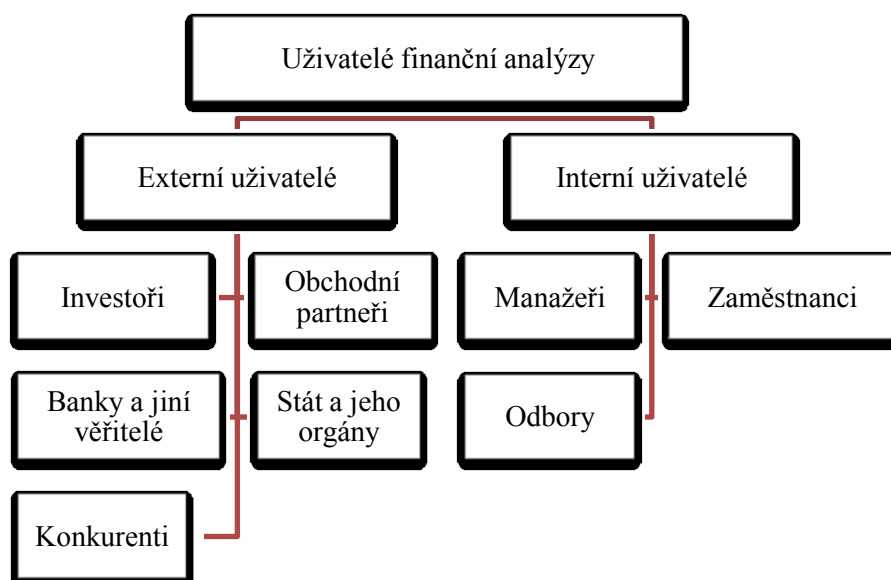 Uživatelé finanční analýzy
Externí uživatelé
Interní uživatelé
Investoři
Obchodní
partneři
Manažeři
Zaměstnanci
Banky a jiní
věřitelé
Stát a jeho
orgány
Odbory
Konkurenti